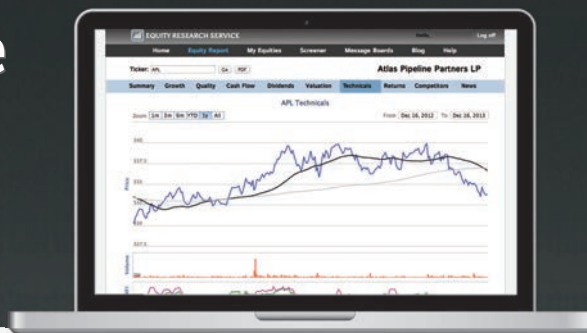 e
EQUITY RESEARCH SERVICE
Hello,
Log off
Home Equity Report My Equities Screener Message Boards Blog Help
Ticker: APL Go PDF
Atlas Pipeline Partners LP
Summary Growth Quality Cash Flow Dividends Valuation Technicals Returns Competitors News
APL Technicals
Zoom 1m 3m 6m YTD 1y All
From Dec 16, 2012 To Dec 16, 2013
$40
$37.5
$35
$30
$27.5
Price
Volume